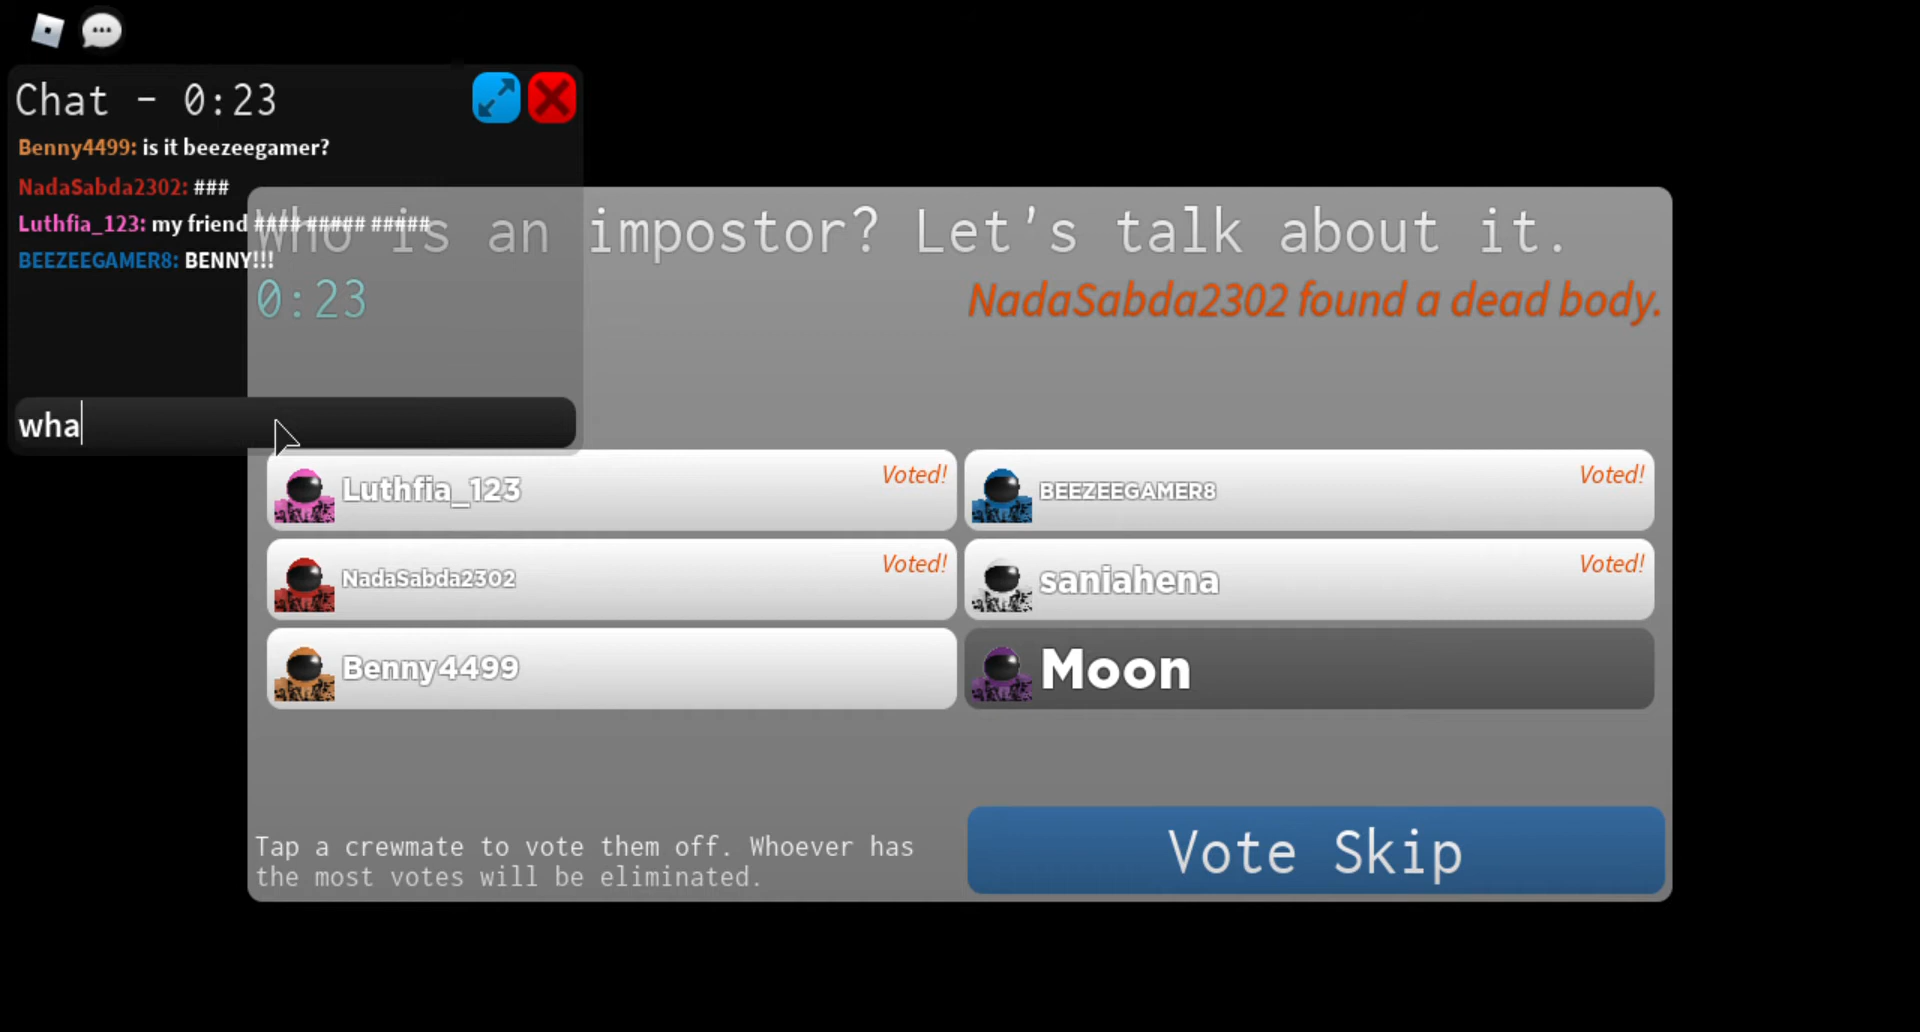 Chat - 0:23
Benny4499: is it beezeegamer?
NadaSabda2302: ###
Luthfia_123: my friend #### ##### #####
BEEZEEGAMER8: BENNY!!!
wha
Who is an impostor? Let's talk about it.
0:23
NadaSabda2302 found a dead body.
Luthfia_123 Voted!
BEEZEEGAMER8 Voted!
NadaSabda2302 Voted!
saniahena Voted!
Benny4499
Moon
Tap a crewmate to vote them off. Whoever has
the most votes will be eliminated.
Vote Skip